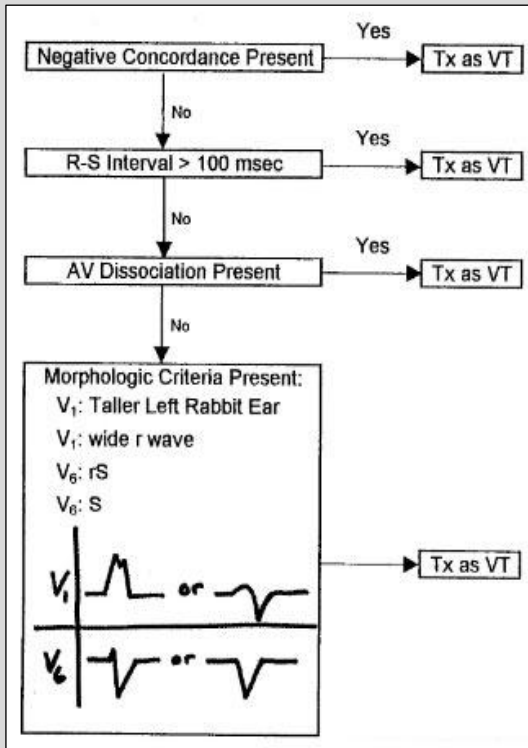 Yes
Negative Concordance Present
Tx as VT
No
Yes
R-S Interval > 100 msec
Tx as VT
No
Yes
AV Dissociation Present
Tx as VT
No
Morphologic Criteria Present:
V₁: Taller Left Rabbit Ear
V₁: wide r wave
V₆: rS
V₆: S
Tx as VT
V₁ or
V₆ or